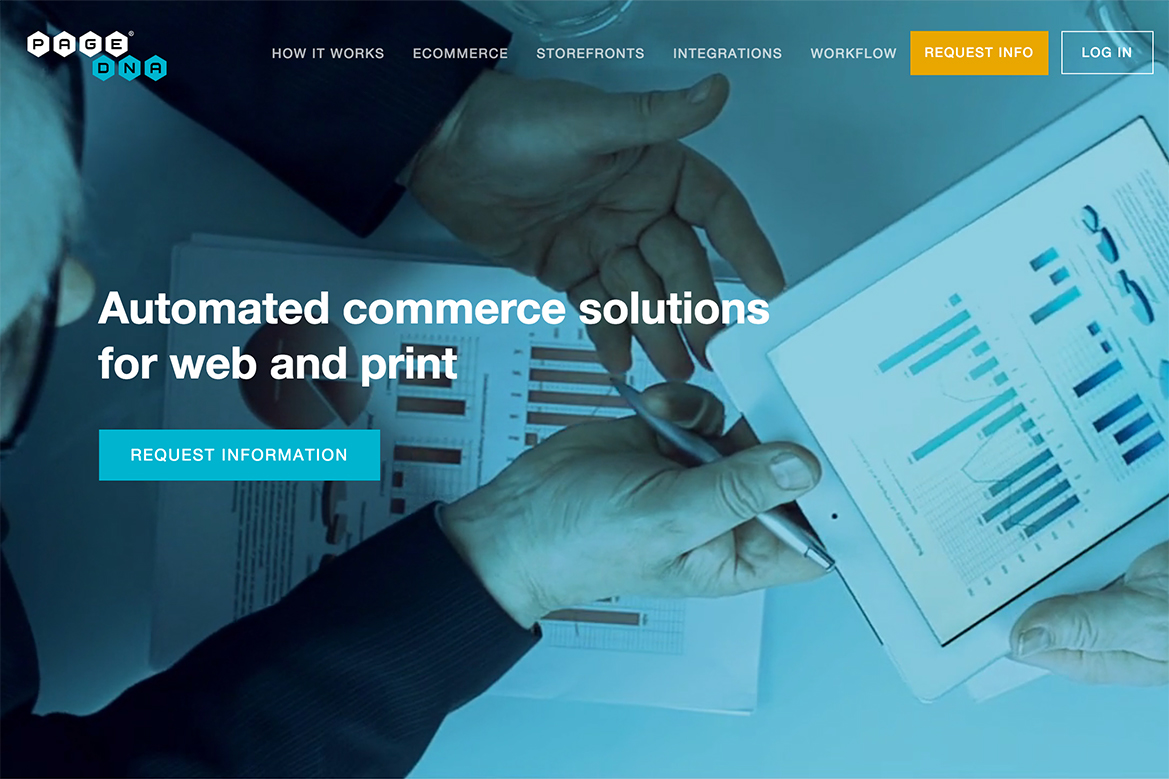 PAGE®
DNA
HOW IT WORKS
ECOMMERCE
STOREFRONTS
INTEGRATIONS
WORKFLOW
REQUEST INFO
LOG IN
Automated commerce solutions
for web and print
REQUEST INFORMATION